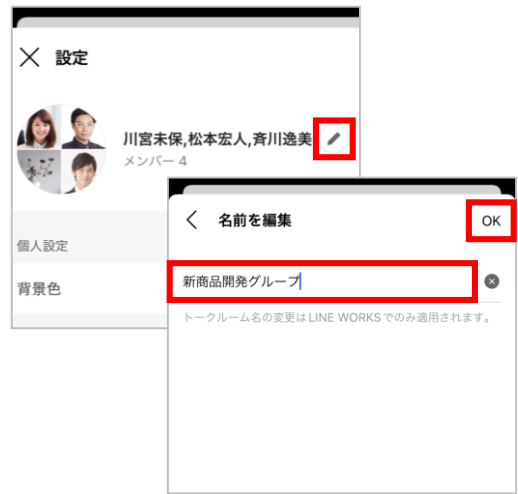 設定
川宮未保,松本宏人,斉川逸美
メンバー 4
個人設定
背景色
名前を編集
OK
新商品開発グループ
トークルーム名の変更はLINE WORKSでのみ適用されます。